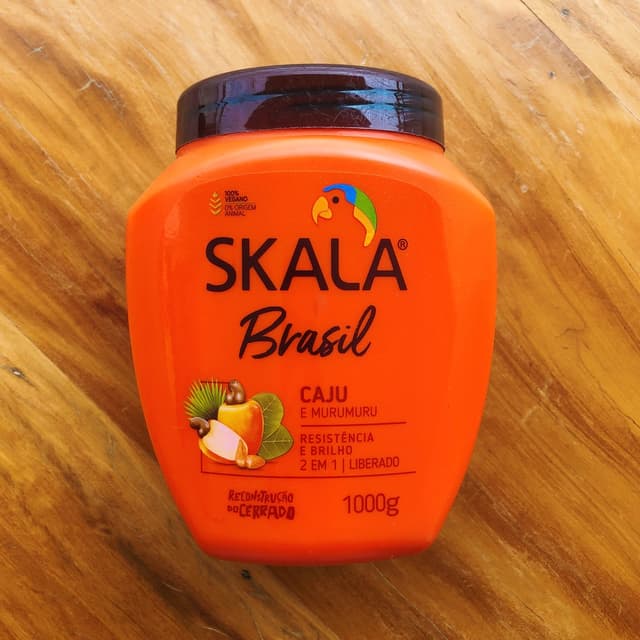 100%
VEGANO
0% ORIGEM
ANIMAL
SKALA®
Brasil
CAJU
E MURUMURU
RESISTÊNCIA
E BRILHO
2 EM 1 | LIBERADO
RECONSTRUÇÃO
DO CERRADO
1000g